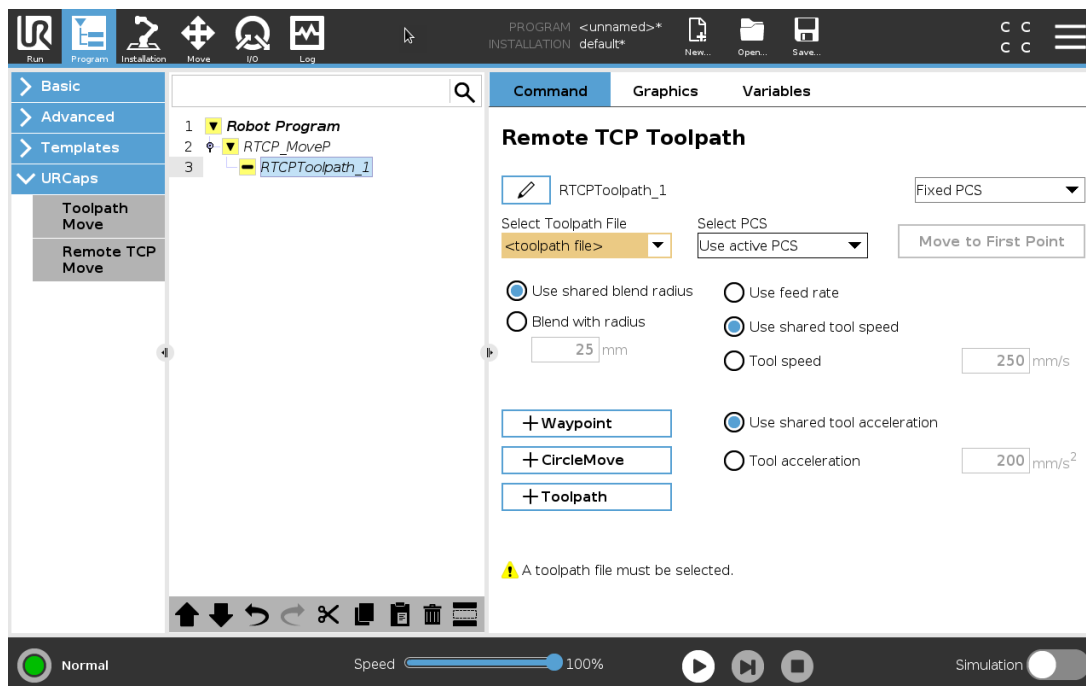 PROGRAM <unnamed>*
INSTALLATION default*
UR
Run
Program
Installation
Move
I/O
Log
New...
Open...
Save...
C C
C C
Basic
Advanced
Templates
URCaps
Toolpath
Move
Remote TCP
Move
1 Robot Program
2 RTCP_MoveP
3 RTCPToolpath_1
Command Graphics Variables
Remote TCP Toolpath
RTCPToolpath_1 Fixed PCS
Select Toolpath File Select PCS
<toolpath file> Use active PCS Move to First Point
Use shared blend radius Use feed rate
Blend with radius Use shared tool speed
25 mm Tool speed 250 mm/s
+ Waypoint Use shared tool acceleration
+ CircleMove Tool acceleration 200 mm/s²
+ Toolpath
A toolpath file must be selected.
Normal Speed 100% Simulation